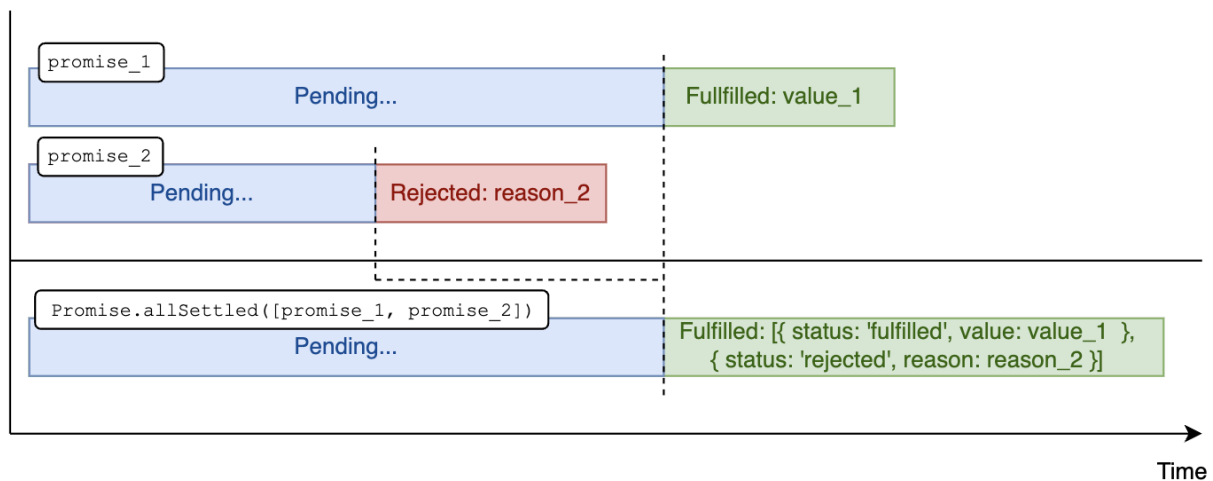 promise_1
Pending...
Fullfilled: value_1
promise_2
Pending...
Rejected: reason_2
Promise.allSettled([promise_1, promise_2])
Pending...
Fulfilled: [{ status: 'fulfilled', value: value_1  },
{ status: 'rejected', reason: reason_2 }]
Time